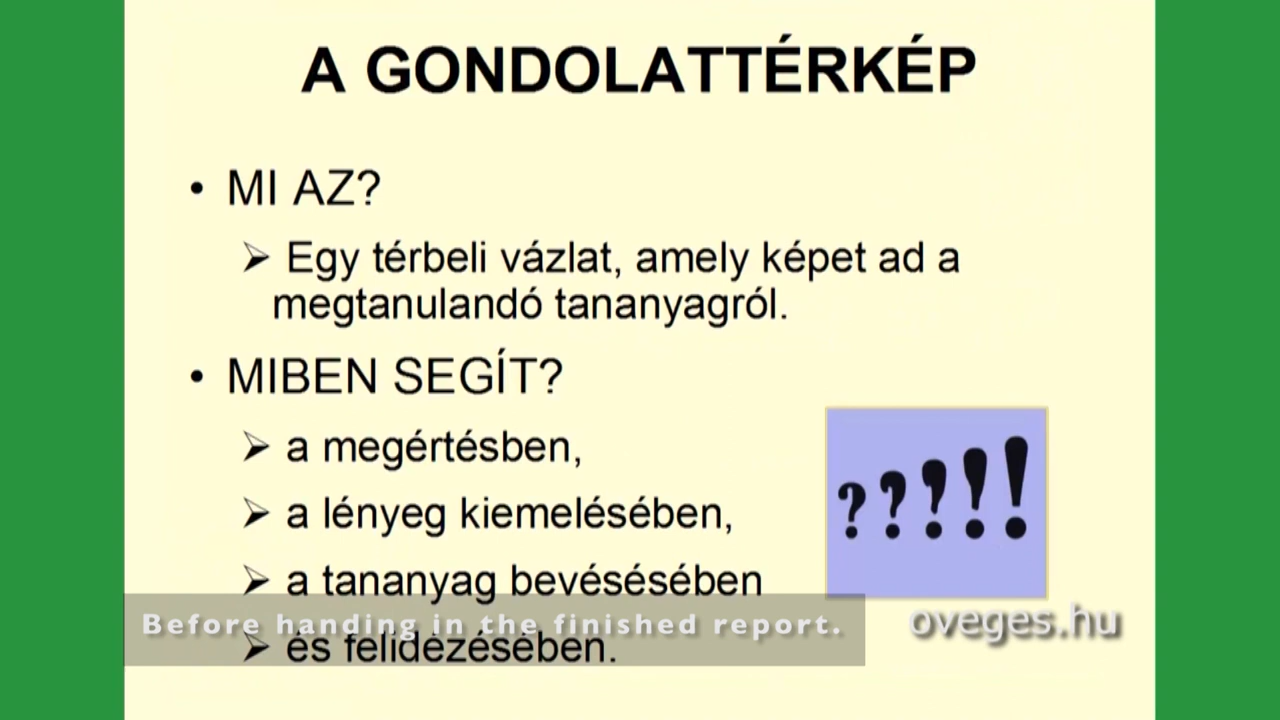 A GONDOLATTÉRKÉP
• MI AZ?
➢ Egy térbeli vázlat, amely képet ad a
megtanulandó tananyagról.
• MIBEN SEGÍT?
➢ a megértésben,
➢ a lényeg kiemelésében,
➢ a tananyag bevésésében
➢ és felidézésében.
????!
Before handing in the finished report.
oveges.hu